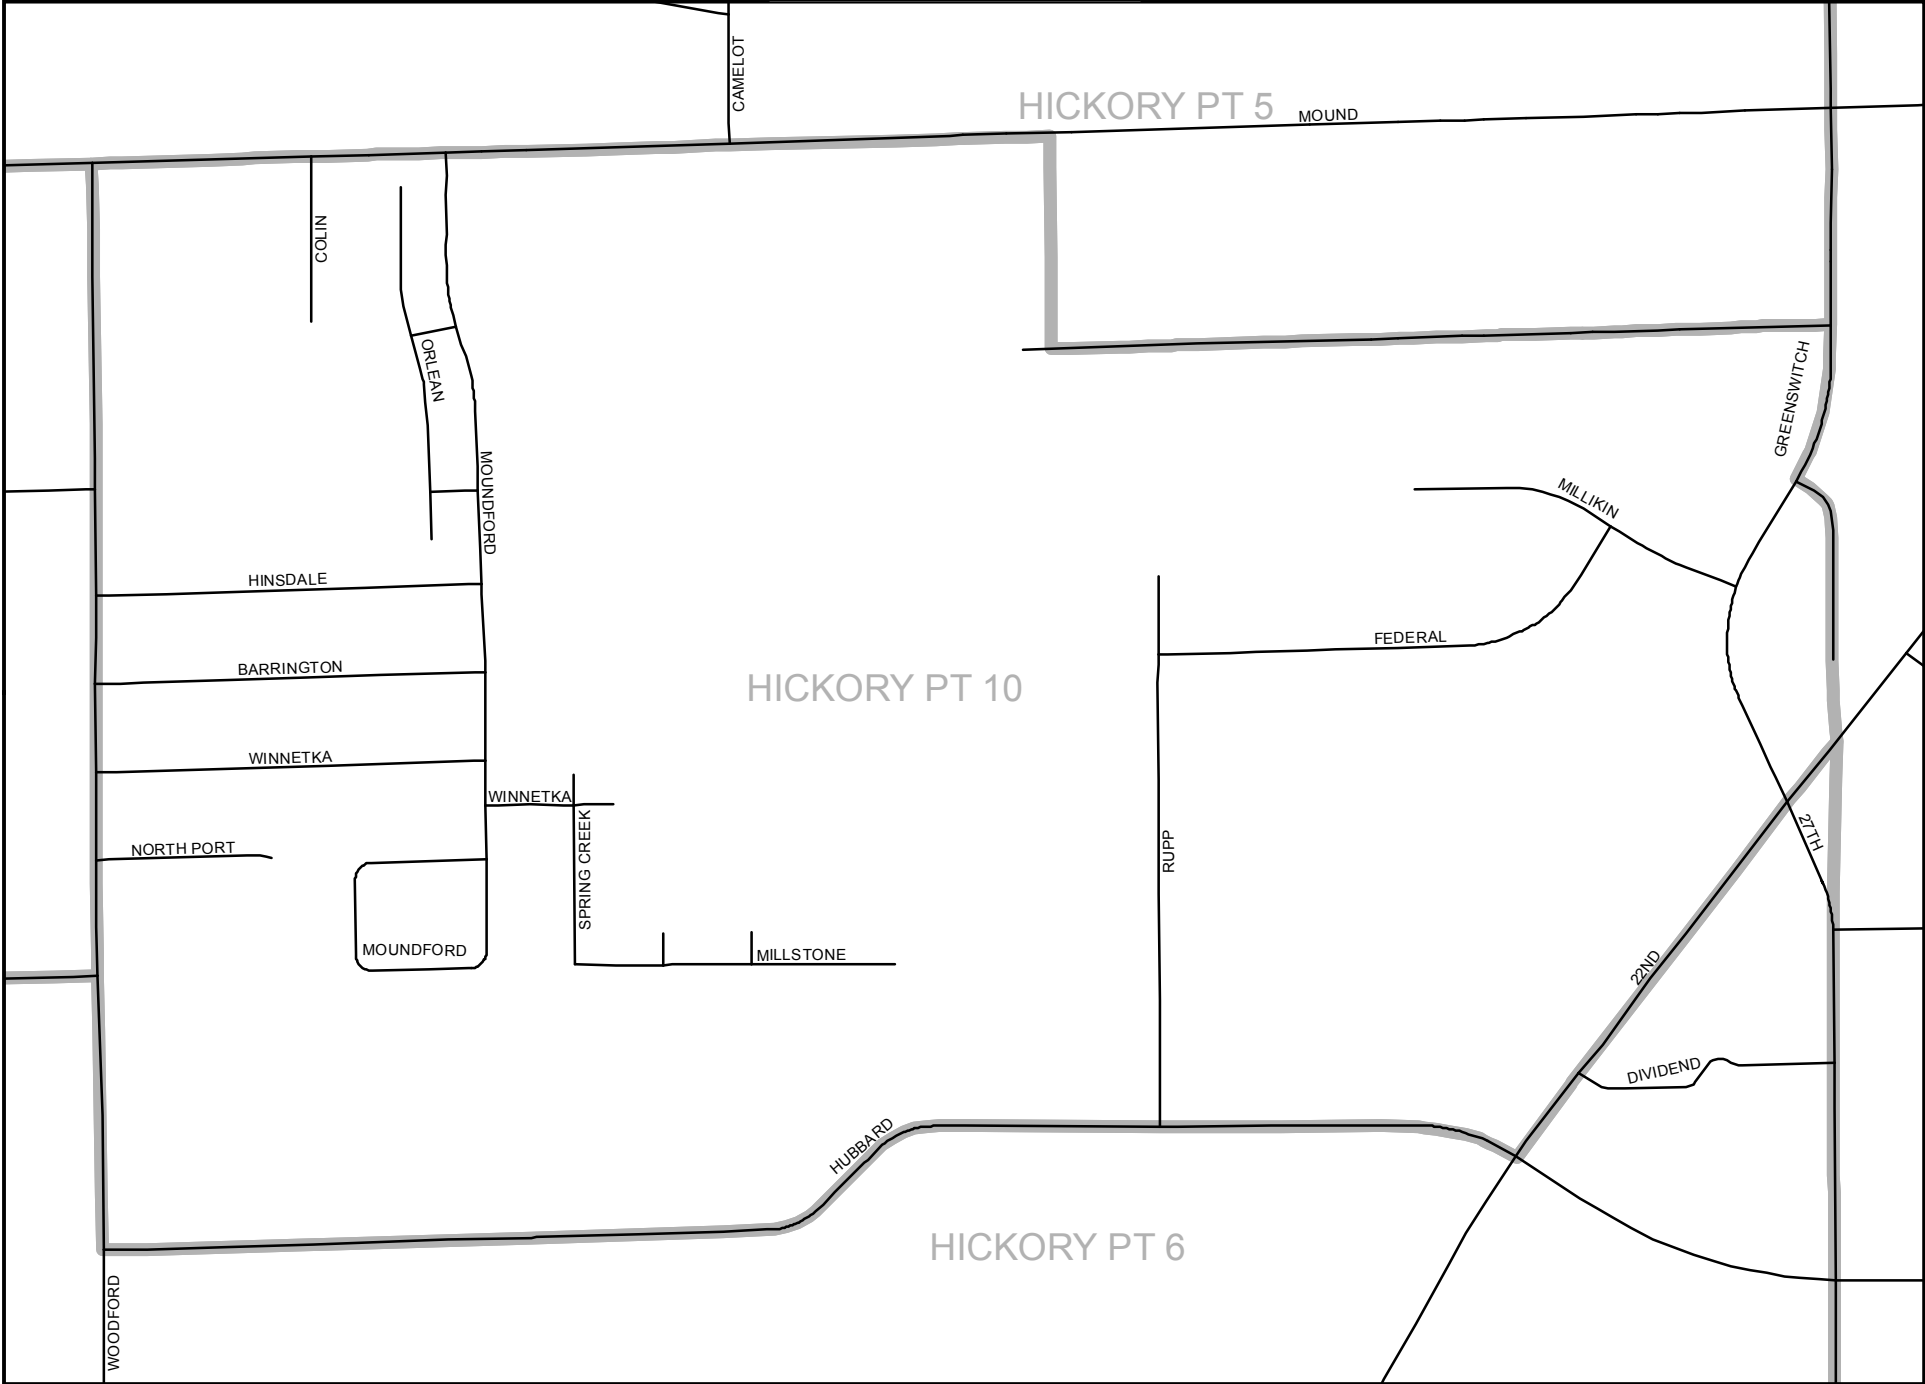 CAMELOT
HICKORY PT 5
MOUND
COLIN
ORLEAN
GREENSWITCH
MOUNDFORD
MILLIKIN
HINSDALE
FEDERAL
BARRINGTON
HICKORY PT 10
WINNETKA
WINNETKA
SPRING CREEK
27TH
RUPP
NORTH PORT
MOUNDFORD
MILLSTONE
22ND
DIVIDEND
HUBBARD
HICKORY PT 6
WOODFORD